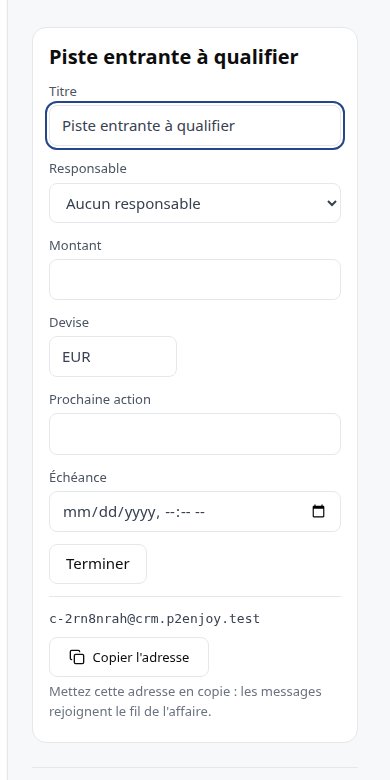 Piste entrante à qualifier
Titre
Piste entrante à qualifier
Responsable
Aucun responsable
Montant
Devise
EUR
Prochaine action
Échéance
mm/dd/yyyy, --:-- --
Terminer
c-2rn8nrah@crm.p2enjoy.test
Copier l'adresse
Mettez cette adresse en copie : les messages
rejoignent le fil de l'affaire.